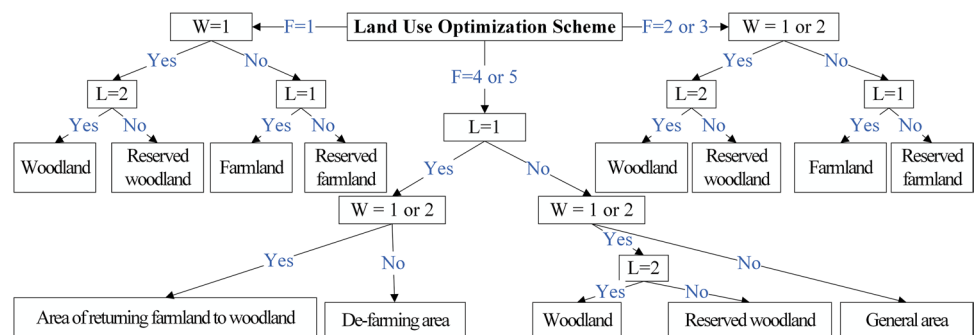 W=1
F=1
Land Use Optimization Scheme
F=2 or 3
W = 1 or 2
Yes
No
F=4 or 5
Yes
No
L=2
L=1
L=2
L=1
Yes
No
Yes
No
L=1
Yes
No
Yes
No
Woodland
Reserved
woodland
Farmland
Reserved
farmland
Woodland
Reserved
woodland
Farmland
Reserved
farmland
Yes
No
W = 1 or 2
W = 1 or 2
Yes
No
Yes
No
L=2
Yes
No
Area of returning farmland to woodland
De-farming area
Woodland
Reserved woodland
General area